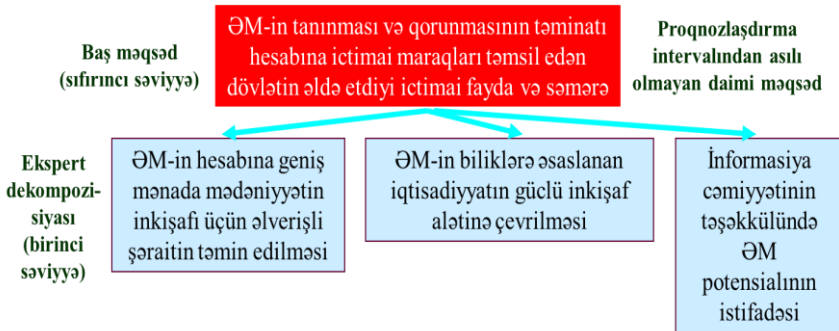 Baş məqsəd
(sıfırıncı səviyyə)
ƏM-in tanınması və qorunmasının təminatı
hesabına ictimai maraqları təmsil edən
dövlətin əldə etdiyi ictimai fayda və səmərə
Proqnozlaşdırma
intervalından asılı
olmayan daimi məqsəd
Ekspert
dekompozi-
siyası
(birinci
səviyyə)
ƏM-in hesabına geniş
mənada mədəniyyətin
inkişafı üçün əlverişli
şəraitin təmin edilməsi
ƏM-in biliklərə əsaslanan
iqtisadiyyatın güclü inkişaf
alətinə çevrilməsi
İnformasiya
cəmiyyətinin
təşəkkülündə
ƏM
potensialının
istifadəsi